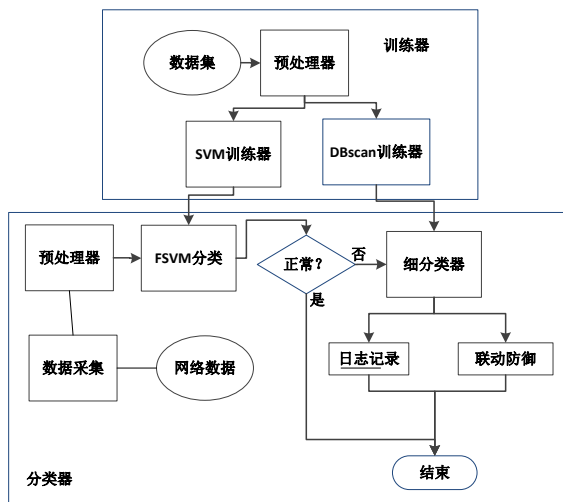 训练器
数据集
预处理器
SVM训练器
DBscan训练器
预处理器
FSVM分类
正常?
否
是
细分类器
数据采集
网络数据
日志记录
联动防御
分类器
结束